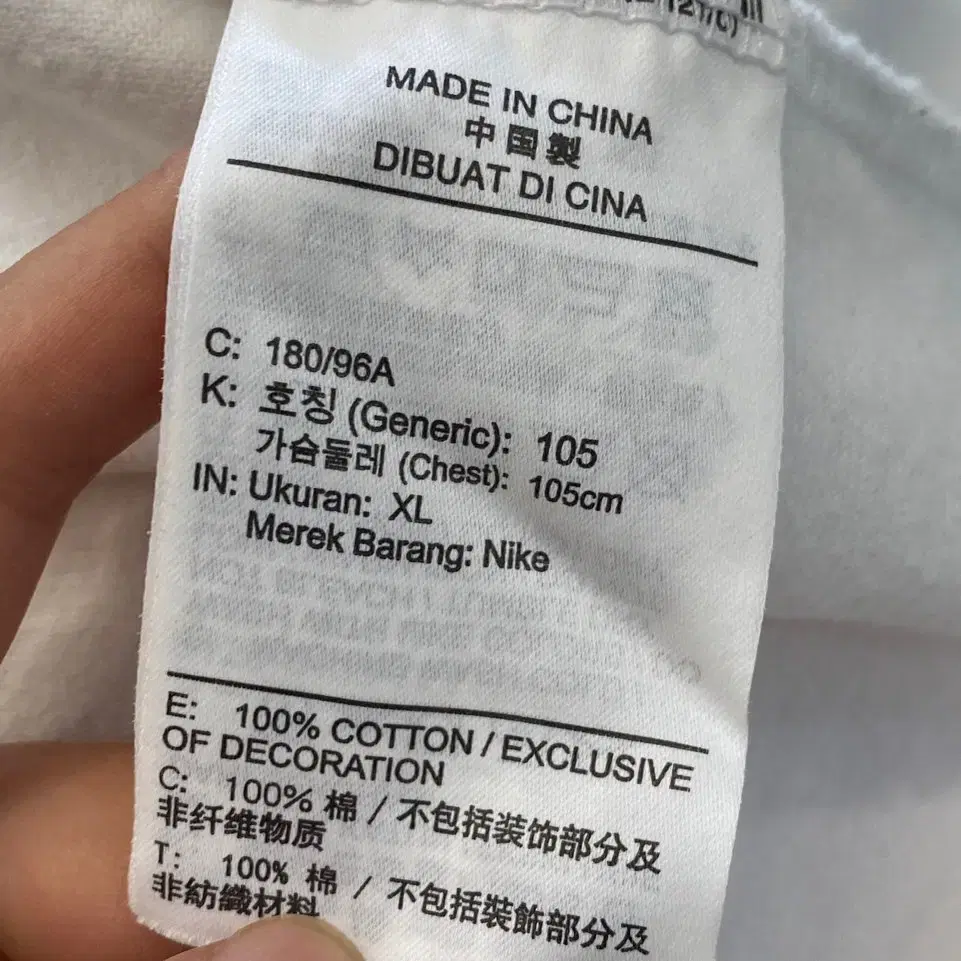 MADE IN CHINA
中国製
DIBUAT DI CINA
C: 180/96A
K: 호칭 (Generic): 105
가슴둘레 (Chest): 105cm
IN: Ukuran: XL
Merek Barang: Nike
E: 100% COTTON / EXCLUSIVE
OF DECORATION
C: 100% 棉 / 不包括装饰部分及
非纤维物质
T: 100% 棉 / 不包括裝飾部分及
非紡織材料